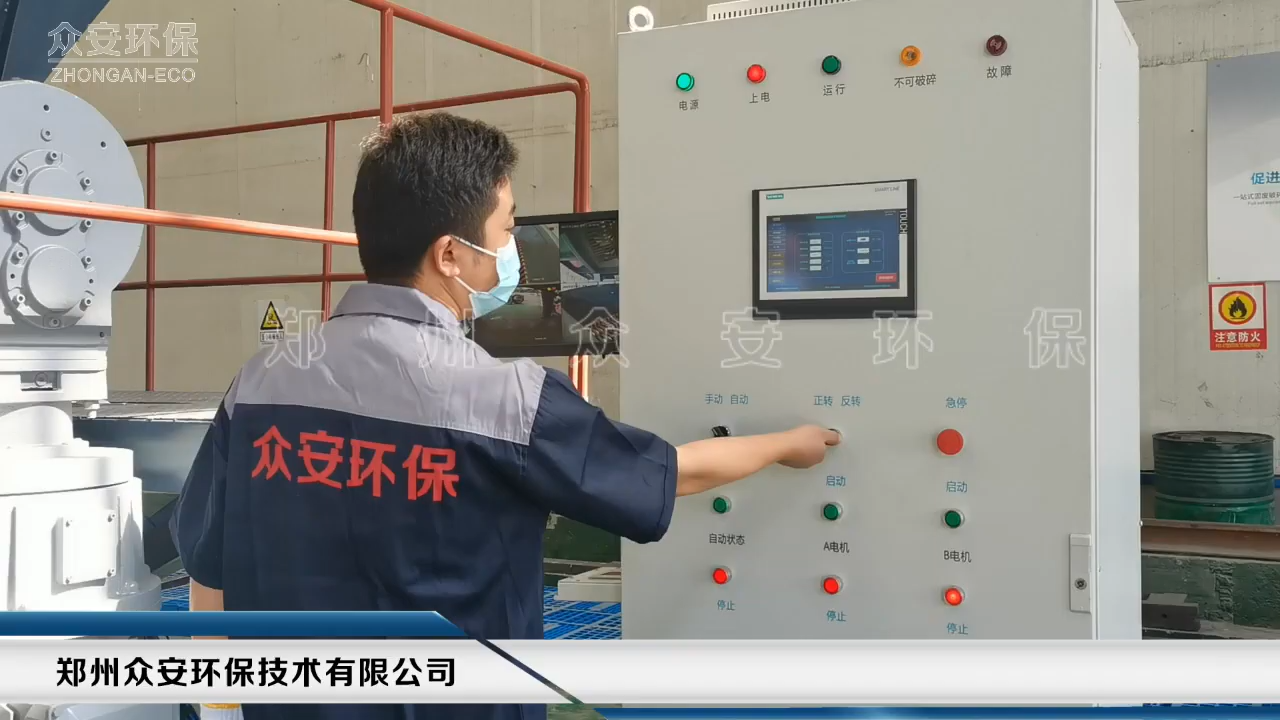 众安环保
ZHONGAN-ECO
电源
上电
运行
不可破碎
故障
SIEMENS
SMART LINE
TOUCH
促进
注意防火
郑州众安环保
手动 自动
正转 反转
急停
众安环保
启动
启动
自动状态
A电机
B电机
停止
停止
停止
郑州众安环保技术有限公司